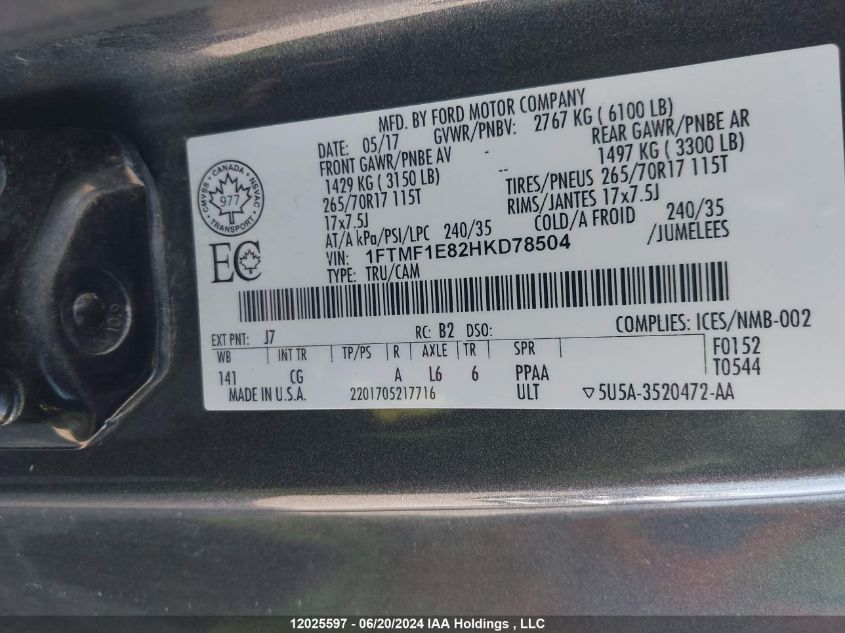 MFD. BY FORD MOTOR COMPANY
DATE: 05/17 GVWR/PNBV: 2767 KG ( 6100 LB)
FRONT GAWR/PNBE AV - REAR GAWR/PNBE AR
1429 KG ( 3150 LB) -- 1497 KG ( 3300 LB)
265/70R17 115T TIRES/PNEUS 265/70R17 115T
17x7.5J RIMS/JANTES 17x7.5J
AT/A kPa/PSI/LPC 240/35 COLD/A FROID 240/35
VIN: 1FTMF1E82HKD78504 /JUMELEES
TYPE: TRU/CAM
CANADA
CMVSS NSVAC
977
TRANSPORT
EC
EXT PNT: J7 RC: B2 DSO: COMPLIES: ICES/NMB-002
WB INT TR TP/PS R AXLE TR SPR F0152
141 CG A L6 6 PPAA T0544
MADE IN U.S.A. 2201705217716 ULT ▽5U5A-3520472-AA
12025597 - 06/20/2024 IAA Holdings , LLC